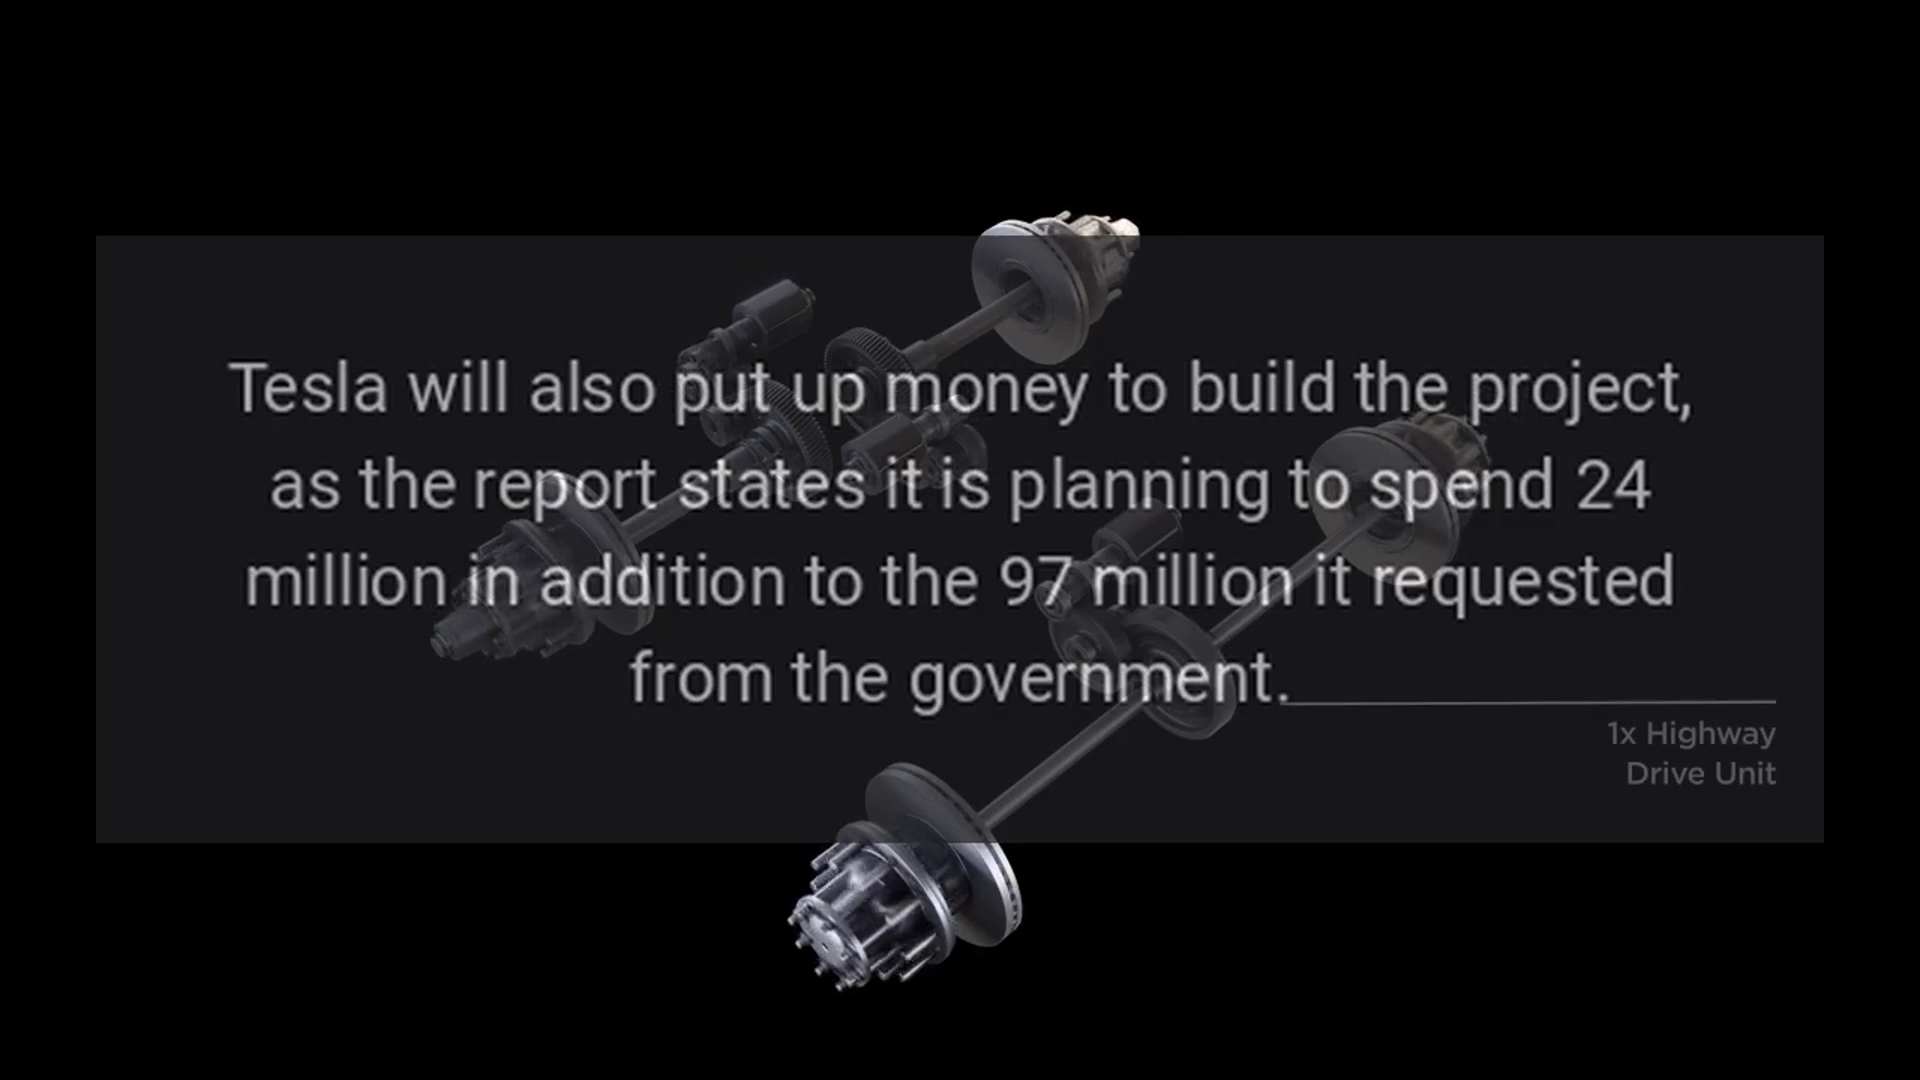 Tesla will also put up money to build the project,
as the report states it is planning to spend 24
million in addition to the 97 million it requested
from the government.
1x Highway
Drive Unit